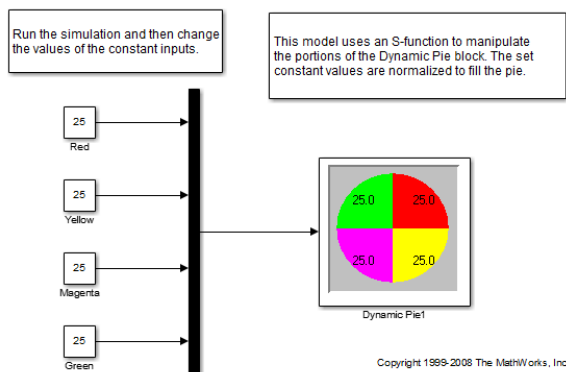 Run the simulation and then change
the values of the constant inputs.
This model uses an S-function to manipulate
the portions of the Dynamic Pie block. The set
constant values are normalized to fill the pie.
25
Red
25
Yellow
25
Magenta
25
Green
25.0 25.0
25.0 25.0
Dynamic Pie1
Copyright 1999-2008 The MathWorks, Inc